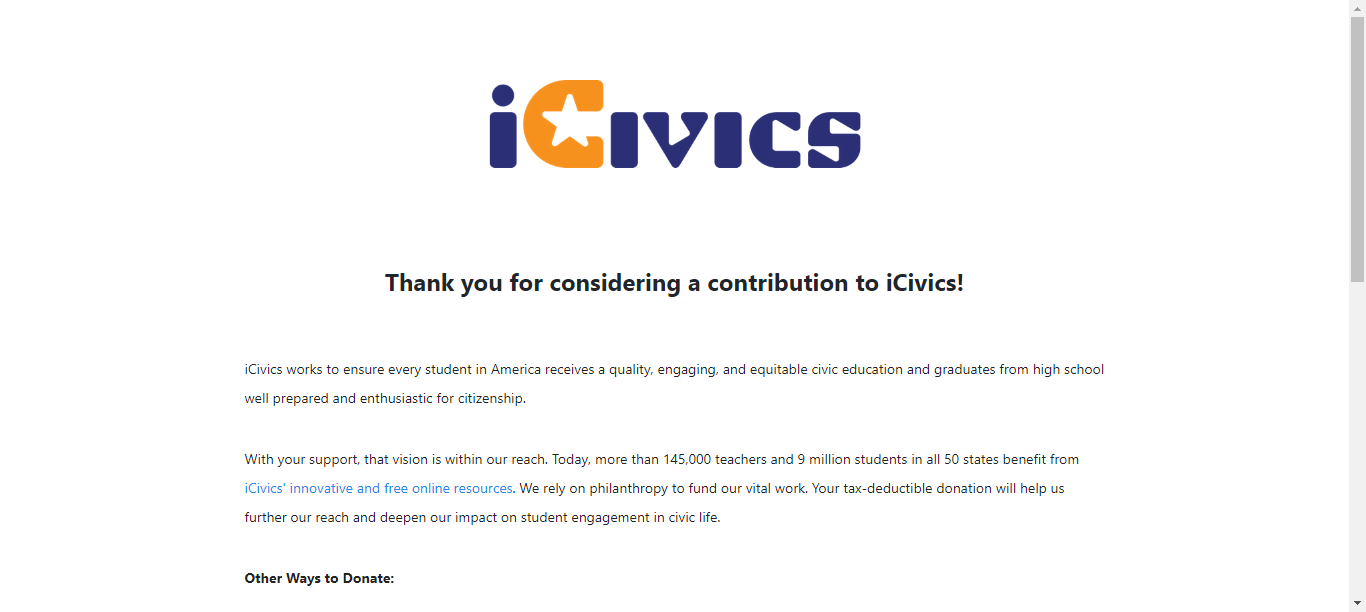 iCivics
Thank you for considering a contribution to iCivics!
iCivics works to ensure every student in America receives a quality, engaging, and equitable civic education and graduates from high school
well prepared and enthusiastic for citizenship.
With your support, that vision is within our reach. Today, more than 145,000 teachers and 9 million students in all 50 states benefit from
iCivics' innovative and free online resources. We rely on philanthropy to fund our vital work. Your tax-deductible donation will help us
further our reach and deepen our impact on student engagement in civic life.
Other Ways to Donate: